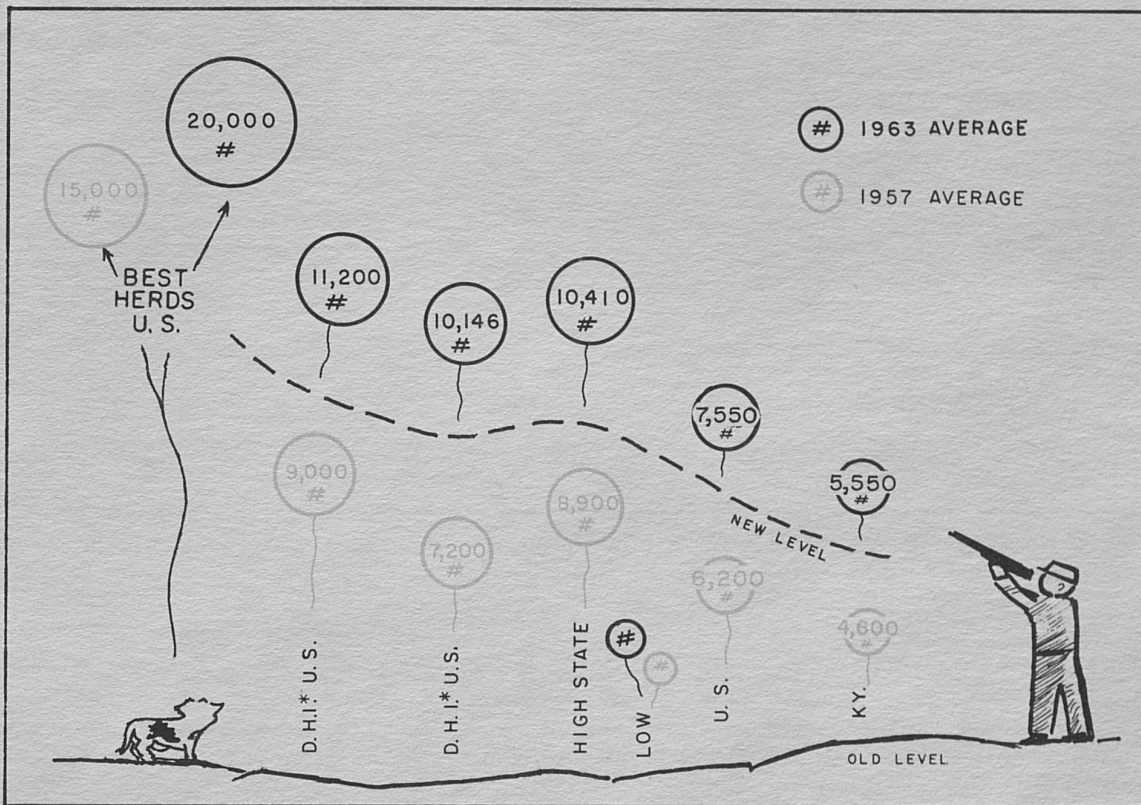 20,000
#
# 1963 AVERAGE
15,000
#
# 1957 AVERAGE
BEST
HERDS
U. S.
11,200
#
10,146
#
10,410
#
7,550
#
5,550
#
NEW LEVEL
9,000
#
7,200
#
8,900
#
6,200
#
4,600
#
D.H.I.* U.S.
D.H.I.* U.S.
HIGH STATE
#
#
LOW
U. S.
KY.
OLD LEVEL